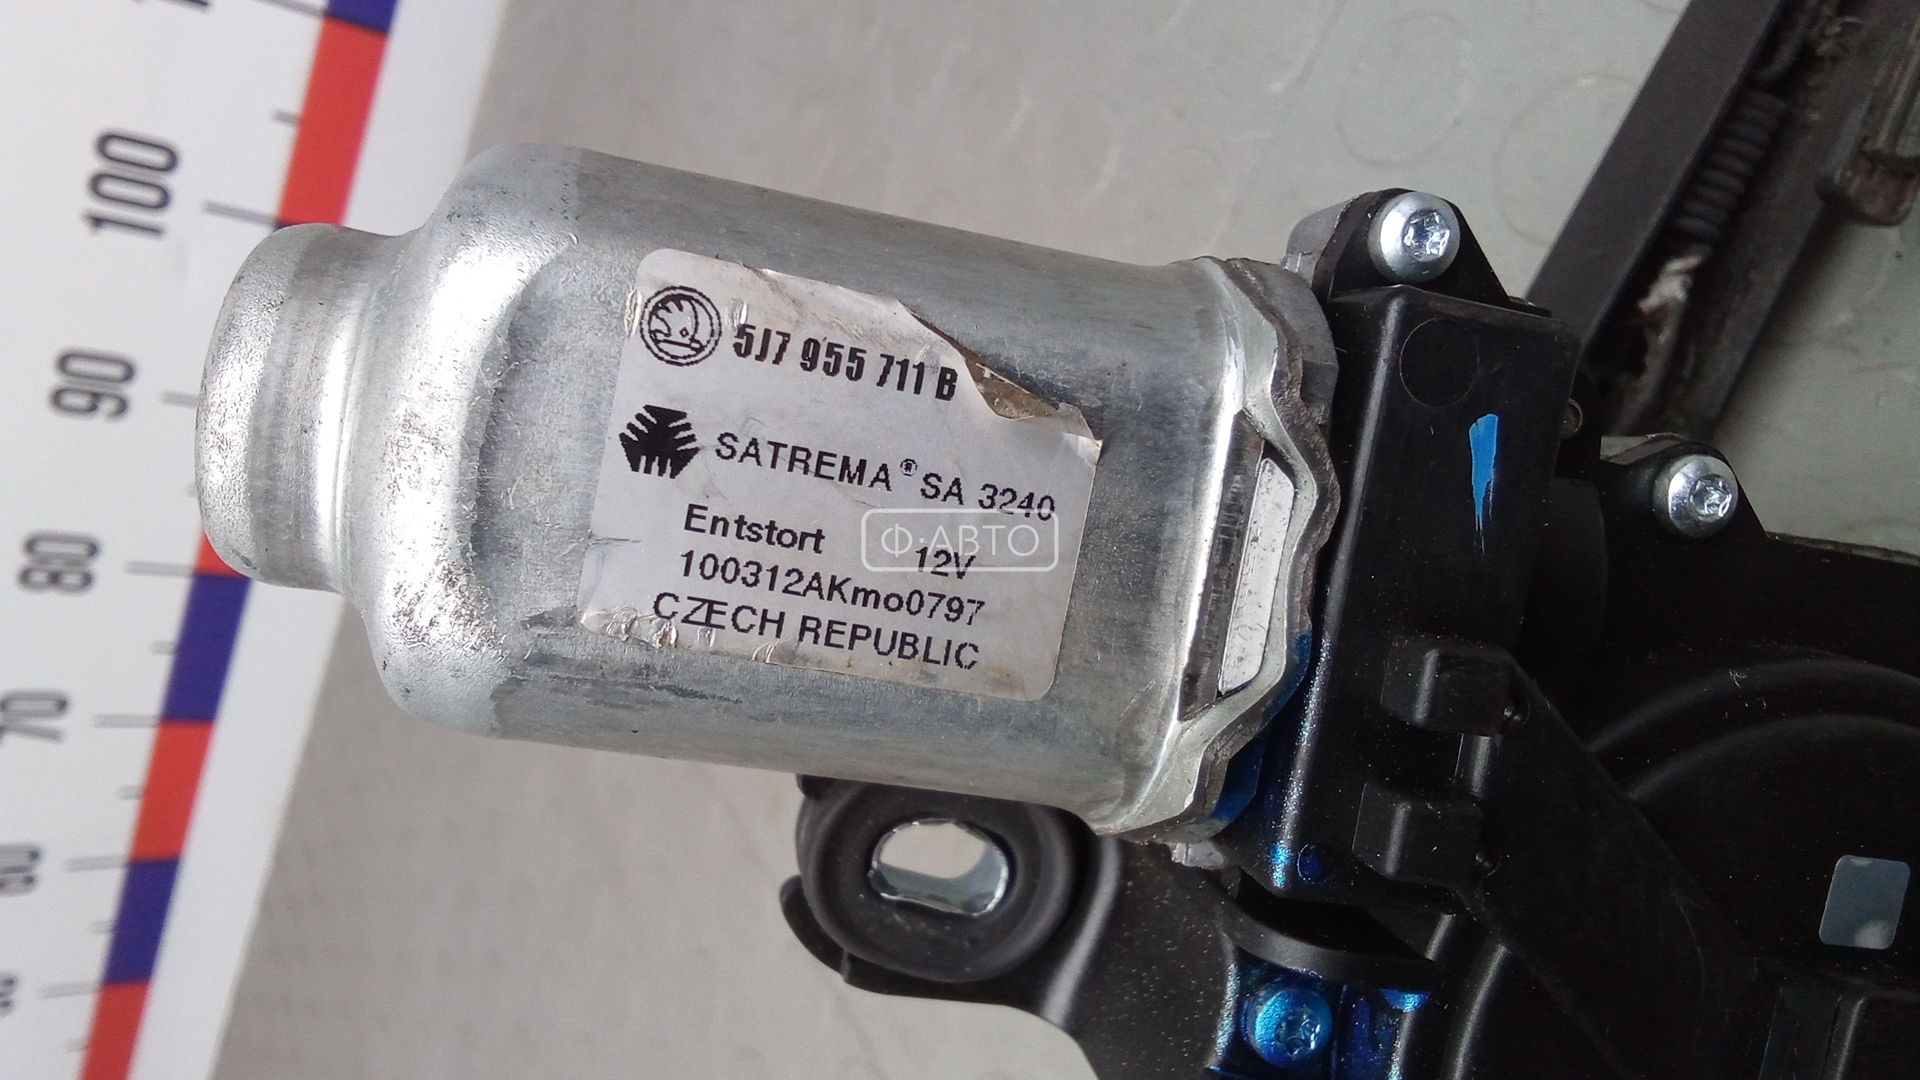 5J7 955 711 B
SATREMA® SA 3240
Entstort 12V
100312AKmo0797
CZECH REPUBLIC
Ф·АВТО
100
90
80
70